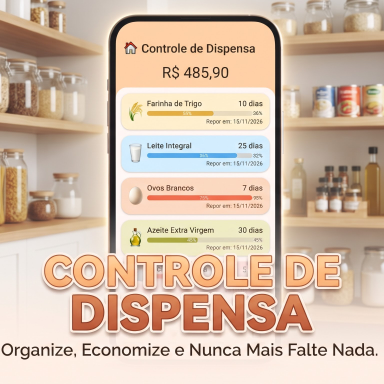 Controle de Dispensa
R$ 485,90
Farinha de Trigo 10 dias
Repor em: 15/11/2026
Leite Integral 25 dias
82%
Repor em: 15/11/2026
Ovos Brancos 7 dias
Repor em: 15/11/2026
Azeite Extra Virgem 30 dias
45%
Repor em: 15/11/2026
CONTROLE DE
DISPENSA
Organize, Economize e Nunca Mais Falte Nada.